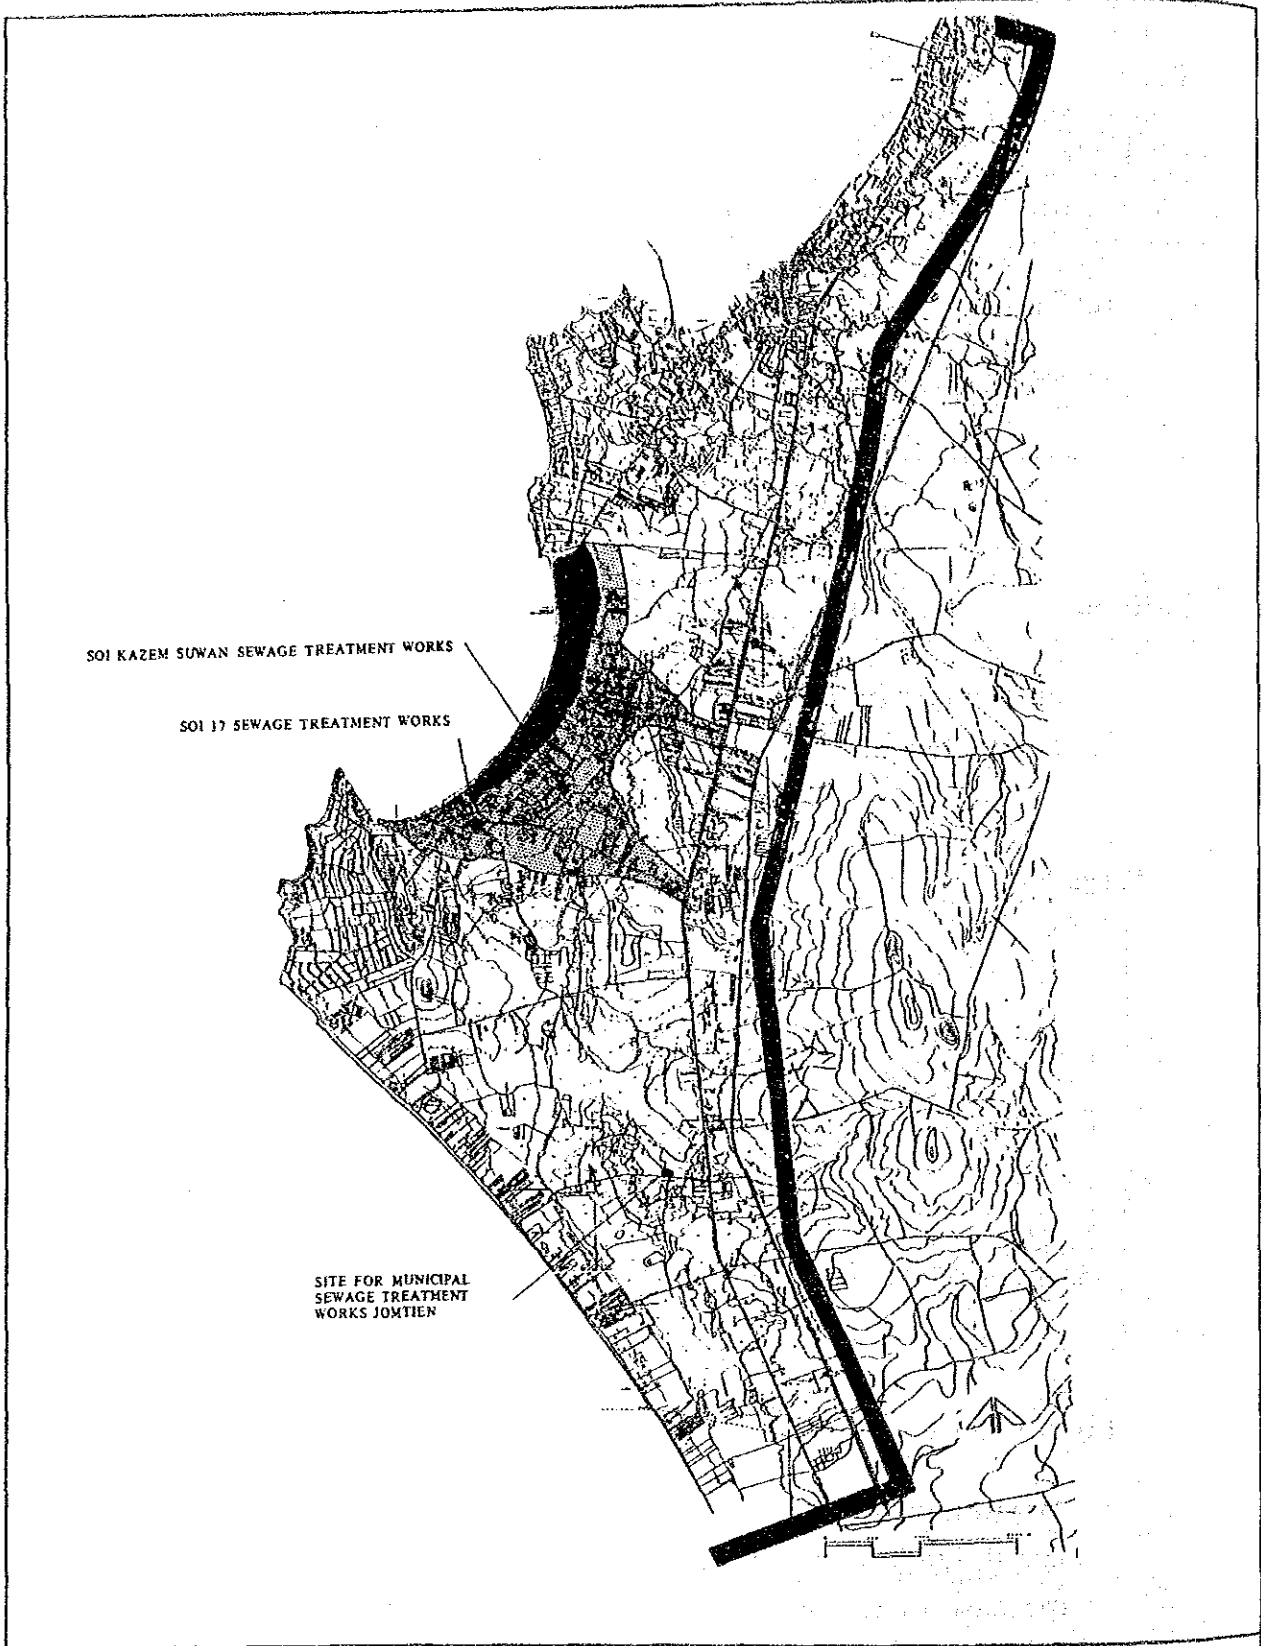 SOI KAZEM SUWAN SEWAGE TREATMENT WORKS
SOI 17 SEWAGE TREATMENT WORKS
SITE FOR MUNICIPAL
SEWAGE TREATMENT
WORKS JOMTIEN